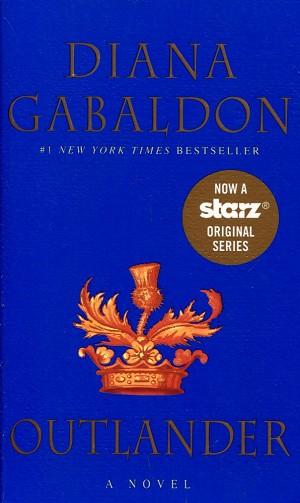 DIANA
GABALDON
#1 NEW YORK TIMES BESTSELLER
NOW A
starz®
ORIGINAL
SERIES
OUTLANDER
A NOVEL